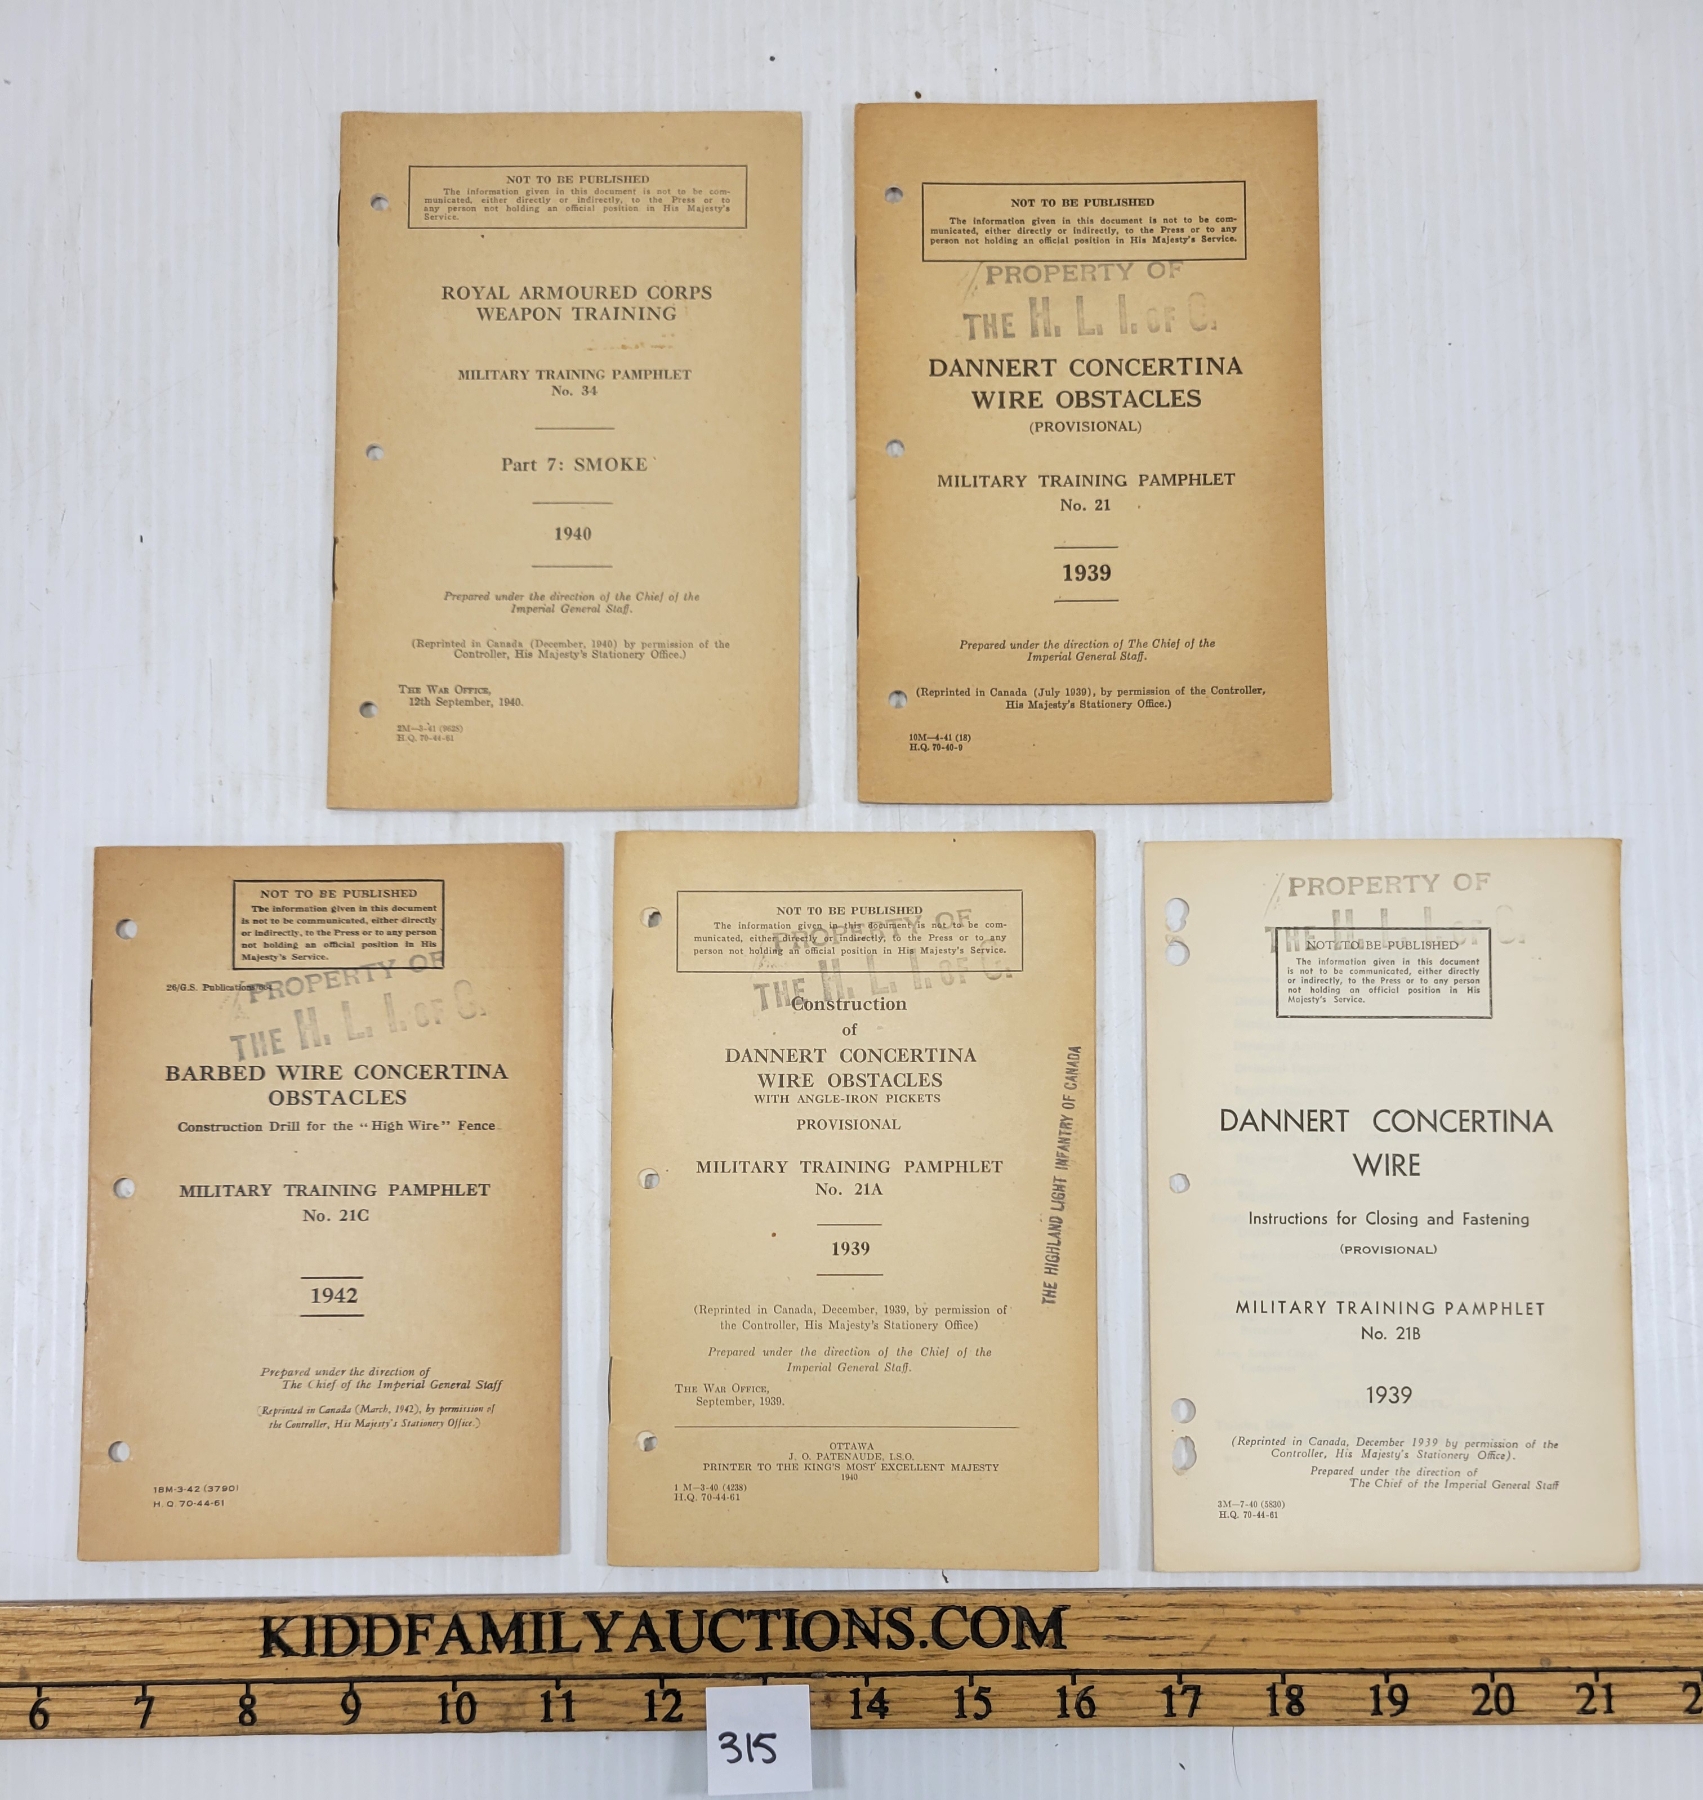 NOT TO BE PUBLISHED
The information given in this document is not to be com-
municated, either directly or indirectly, to the Press or to
any person not holding an official position in His Majesty's
Service.
ROYAL ARMOURED CORPS
WEAPON TRAINING
MILITARY TRAINING PAMPHLET
No. 34
Part 7: SMOKE
1940
Prepared under the direction of the Chief of the
Imperial General Staff.
(Reprinted in Canada (December, 1940) by permission of the
Controller, His Majesty's Stationery Office.)
THE WAR OFFICE,
12th September, 1940.
2M—3-41 (9628)
H.Q. 70-44-61
NOT TO BE PUBLISHED
The information given in this document is not to be com-
municated, either directly or indirectly, to the Press or to any
person not holding an official position in His Majesty's Service.
PROPERTY OF
THE H. L. I. OF C.
DANNERT CONCERTINA
WIRE OBSTACLES
(PROVISIONAL)
MILITARY TRAINING PAMPHLET
No. 21
1939
Prepared under the direction of The Chief of the
Imperial General Staff.
(Reprinted in Canada (July 1939), by permission of the Controller,
His Majesty's Stationery Office.)
10M—4-41 (18)
H.Q. 70-40-9
NOT TO BE PUBLISHED
The information given in this document
is not to be communicated, either directly
or indirectly, to the Press or to any person
not holding an official position in His
Majesty's Service.
26/G.S. Publications
PROPERTY OF
THE H. L. I. OF C.
BARBED WIRE CONCERTINA
OBSTACLES
Construction Drill for the "High Wire" Fence
MILITARY TRAINING PAMPHLET
No. 21C
1942
Prepared under the direction of
The Chief of the Imperial General Staff
(Reprinted in Canada (March, 1942), by permission of
the Controller, His Majesty's Stationery Office.)
18M-3-42 (3790)
H. Q. 70-44-61
NOT TO BE PUBLISHED
The information given in this document is not to be com-
municated, either directly or indirectly, to the Press or to any
person not holding an official position in His Majesty's Service.
PROPERTY OF
THE H. L. I. OF C.
Construction
of
DANNERT CONCERTINA
WIRE OBSTACLES
WITH ANGLE-IRON PICKETS
PROVISIONAL
MILITARY TRAINING PAMPHLET
No. 21A
1939
(Reprinted in Canada, December, 1939, by permission of
the Controller, His Majesty's Stationery Office)
Prepared under the direction of the Chief of the
Imperial General Staff.
THE WAR OFFICE,
September, 1939.
OTTAWA
J. O. PATENAUDE, I.S.O.
PRINTER TO THE KING'S MOST EXCELLENT MAJESTY
1940
1 M—3-40 (4238)
H.Q. 70-44-61
THE HIGHLAND LIGHT INFANTRY OF CANADA
PROPERTY OF
THE H. L. I. OF C.
NOT TO BE PUBLISHED
The information given in this document
is not to be communicated, either directly
or indirectly, to the Press or to any person
not holding an official position in His
Majesty's Service.
DANNERT CONCERTINA
WIRE
Instructions for Closing and Fastening
(PROVISIONAL)
MILITARY TRAINING PAMPHLET
No. 21B
1939
(Reprinted in Canada, December 1939 by permission of the
Controller, His Majesty's Stationery Office).
Prepared under the direction of
The Chief of the Imperial General Staff
3M—7-40 (5830)
H.Q. 70-44-61
KIDDFAMILYAUCTIONS.COM
6 7 8 9 10 11 12 14 15 16 17 18 19 20 21 2
315